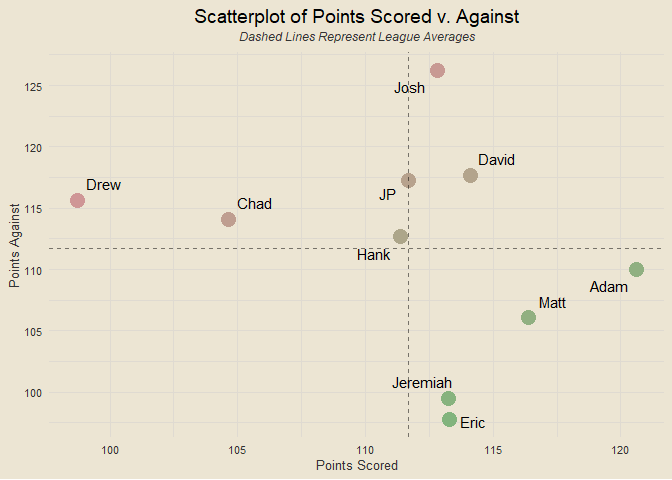 Scatterplot of Points Scored v. Against
Dashed Lines Represent League Averages
125
120
115
110
105
100
Points Against
Josh
David
JP
Drew
Chad
Hank
Adam
Matt
Jeremiah
Eric
100
105
110
115
120
Points Scored